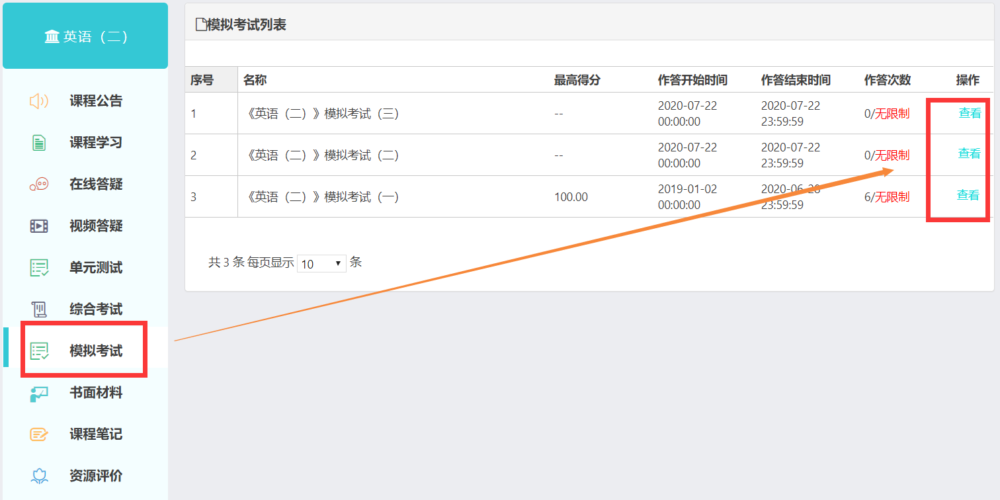 英语（二）
课程公告
课程学习
在线答疑
视频答疑
单元测试
综合考试
模拟考试
书面材料
课程笔记
资源评价
模拟考试列表
序号 名称 最高得分 作答开始时间 作答结束时间 作答次数 操作
1 《英语（二）》模拟考试（三） -- 2020-07-22 00:00:00 2020-07-22 23:59:59 0/无限制 查看
2 《英语（二）》模拟考试（二） -- 2020-07-22 00:00:00 2020-07-22 23:59:59 0/无限制 查看
3 《英语（二）》模拟考试（一） 100.00 2019-01-02 00:00:00 2020-06-28 23:59:59 6/无限制 查看
共 3 条 每页显示 10 条